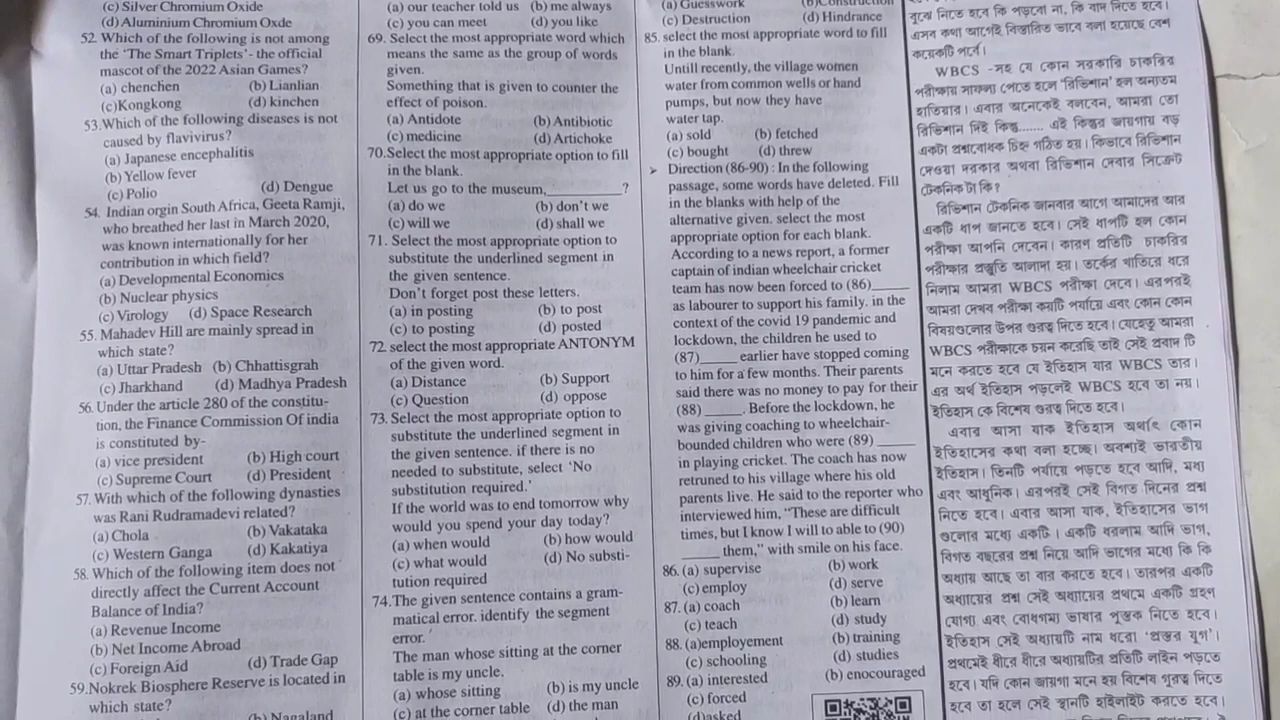 (c) Silver Chromium Oxide
(d) Aluminium Chromium Oxde
52. Which of the following is not among
the 'The Smart Triplets'- the official
mascot of the 2022 Asian Games?
(a) chenchen (b) Lianlian
(c)Kongkong (d) kinchen
53.Which of the following diseases is not
caused by flavivirus?
(a) Japanese encephalitis
(b) Yellow fever
(c) Polio (d) Dengue
54. Indian orgin South Africa, Geeta Ramji,
who breathed her last in March 2020,
was known internationally for her
contribution in which field?
(a) Developmental Economics
(b) Nuclear physics
(c) Virology (d) Space Research
55. Mahadev Hill are mainly spread in
which state?
(a) Uttar Pradesh (b) Chhattisgrah
(c) Jharkhand (d) Madhya Pradesh
56. Under the article 280 of the constitu-
tion, the Finance Commission Of india
is constituted by-
(a) vice president (b) High court
(c) Supreme Court (d) President
57. With which of the following dynasties
was Rani Rudramadevi related?
(a) Chola (b) Vakataka
(c) Western Ganga (d) Kakatiya
58. Which of the following item does not
directly affect the Current Account
Balance of India?
(a) Revenue Income
(b) Net Income Abroad
(c) Foreign Aid (d) Trade Gap
59.Nokrek Biosphere Reserve is located in
which state?
(b) Nagaland
(a) our teacher told us (b) me always
(c) you can meet (d) you like
69. Select the most appropriate word which
means the same as the group of words
given.
Something that is given to counter the
effect of poison.
(a) Antidote (b) Antibiotic
(c) medicine (d) Artichoke
70.Select the most appropriate option to fill
in the blank.
Let us go to the museum,__________?
(a) do we (b) don't we
(c) will we (d) shall we
71. Select the most appropriate option to
substitute the underlined segment in
the given sentence.
Don't forget post these letters.
(a) in posting (b) to post
(c) to posting (d) posted
72. select the most appropriate ANTONYM
of the given word.
(a) Distance (b) Support
(c) Question (d) oppose
73. Select the most appropriate option to
substitute the underlined segment in
the given sentence. if there is no
needed to substitute, select 'No
substitution required.'
If the world was to end tomorrow why
would you spend your day today?
(a) when would (b) how would
(c) what would (d) No substi-
tution required
74.The given sentence contains a gram-
matical error. identify the segment
error.'
The man whose sitting at the corner
table is my uncle.
(a) whose sitting (b) is my uncle
(c) at the corner table (d) the man
(a) Guesswork (b)Construction
(c) Destruction (d) Hindrance
85. select the most appropriate word to fill
in the blank.
Untill recently, the village women
water from common wells or hand
pumps, but now they have
water tap.
(a) sold (b) fetched
(c) bought (d) threw
➢ Direction (86-90) : In the following
passage, some words have deleted. Fill
in the blanks with help of the
alternative given. select the most
appropriate option for each blank.
According to a news report, a former
captain of indian wheelchair cricket
team has now been forced to (86)_____
as labourer to support his family. in the
context of the covid 19 pandemic and
lockdown, the children he used to
(87)_____ earlier have stopped coming
to him for a few months. Their parents
said there was no money to pay for their
(88) _____. Before the lockdown, he
was giving coaching to wheelchair-
bounded children who were (89) _____
in playing cricket. The coach has now
retruned to his village where his old
parents live. He said to the reporter who
interviewed him, "These are difficult
times, but I know I will to able to (90)
_____ them," with smile on his face.
86. (a) supervise (b) work
(c) employ (d) serve
87. (a) coach (b) learn
(c) teach (d) study
88. (a)employement (b) training
(c) schooling (d) studies
89. (a) interested (b) enocouraged
(c) forced
(d)asked
বুঝে নিতে হবে কি পড়বো না, কি বাদ দিতে হবে।
এসব কথা আগেই বিস্তারিত ভাবে বলা হয়েছে বেশ
কয়েকটি পর্বে।
WBCS -সহ যে কোন সরকারি চাকরির
পরীক্ষায় সাফল্য পেতে হলে 'রিভিশান' হল অন্যতম
হাতিয়ার। এবার অনেকেই বলবেন, আমরা তো
রিভিশান দিই কিন্তু....... এই কিন্তুর জায়গায় বড়
একটা প্রশ্নবোধক চিহ্ন গঠিত হয়। কিভাবে রিভিশান
দেওয়া দরকার অথবা রিভিশান দেবার সিক্রেট
টেকনিক টা কি?
রিভিশান টেকনিক জানবার আগে আমাদের আর
একটি ধাপ জানতে হবে। সেই ধাপটি হল কোন
পরীক্ষা আপনি দেবেন। কারণ প্রতিটি চাকরির
পরীক্ষার প্রস্তুতি আলাদা হয়। তর্কের খাতিরে ধরে
নিলাম আমরা WBCS পরীক্ষা দেবে। এরপরই
আমরা দেখব পরীক্ষা কয়টি পর্যায়ে এবং কোন কোন
বিষয়গুলোর উপর গুরত্ব দিতে হবে। যেহেতু আমরা
WBCS পরীক্ষাকে চয়ন করেছি তাই সেই প্রবাদ টি
মনে করতে হবে যে ইতিহাস যার WBCS তার।
এর অর্থ ইতিহাস পড়লেই WBCS হবে তা নয়।
ইতিহাস কে বিশেষ গুরত্ব দিতে হবে।
এবার আসা যাক ইতিহাস অর্থাৎ কোন
ইতিহাসের কথা বলা হচ্ছে। অবশ্যই ভারতীয়
ইতিহাস। তিনটি পর্যায়ে পড়তে হবে আদি, মধ্য
এবং আধুনিক। এরপরই সেই বিগত দিনের প্রশ্ন
নিতে হবে। এবার আসা যাক, ইতিহাসের ভাগ
গুলোর মধ্যে একটি। একটি ধরলাম আদি ভাগ,
বিগত বছরের প্রশ্ন নিয়ে আদি ভাগের মধ্যে কি কি
অধ্যায় আছে তা বার করতে হবে। তারপর একটি
অধ্যায়ের প্রশ্ন সেই অধ্যায়ের প্রথমে একটি গ্রহণ
যোগ্য এবং বোধগম্য ভাষার পুস্তক নিতে হবে।
ইতিহাস সেই অধ্যায়টি নাম ধরো 'প্রস্তর যুগ'।
প্রথমেই ধীরে ধীরে অধ্যায়টির প্রতিটি লাইন পড়তে
হবে। যদি কোন জায়গা মনে হয় বিশেষ গুরত্ব দিতে
হবে তা হলে সেই স্থানটি হাইলাইট করতে হবে।